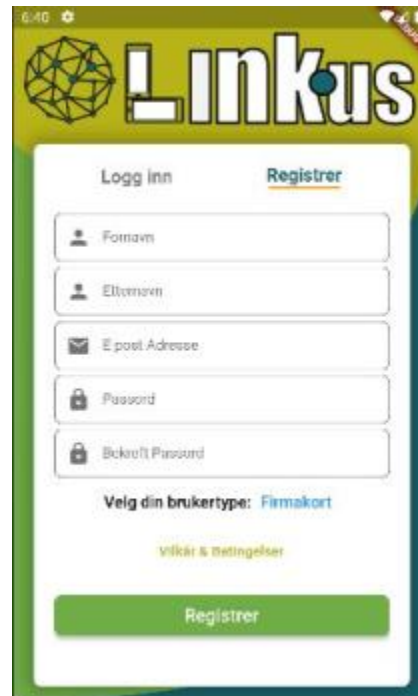 6:40
Linkus
Logg inn
Registrer
Fornavn
Etternavn
E post Adresse
Passord
Bekreft Passord
Velg din brukertype: Firmakort
Vilkår & Betingelser
Registrer